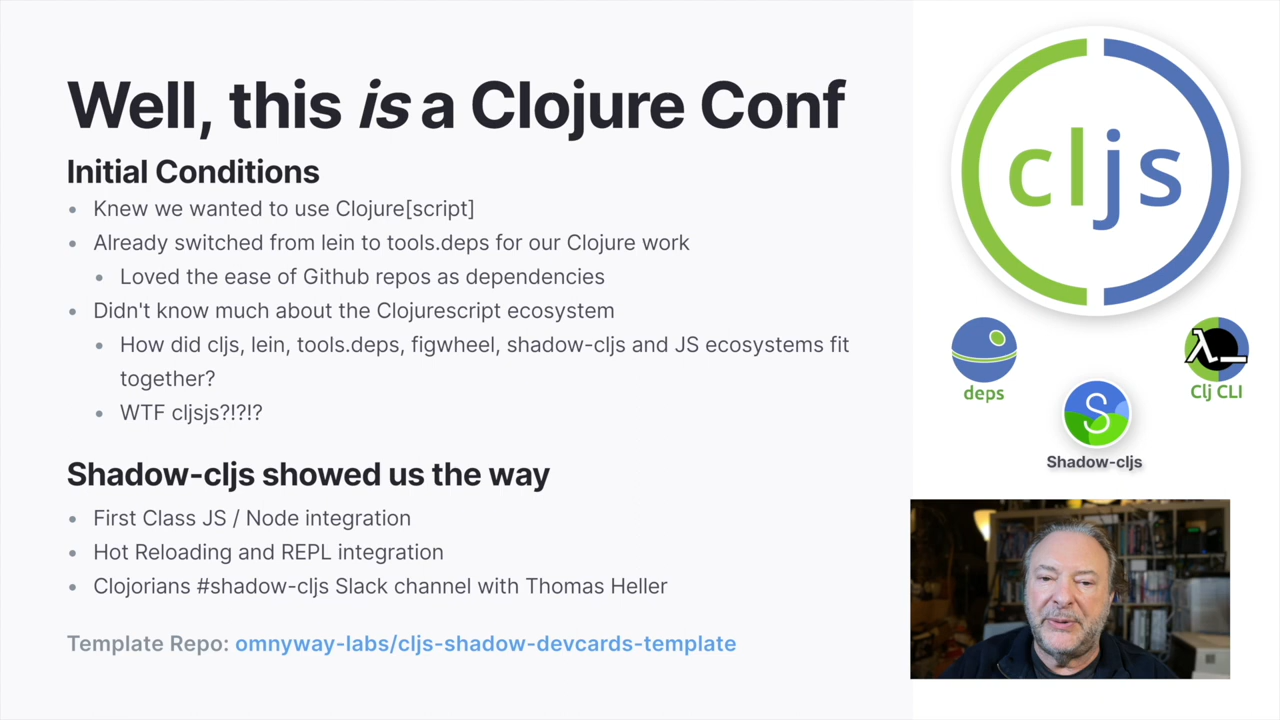 Well, this is a Clojure Conf
Initial Conditions
• Knew we wanted to use Clojure[script]
• Already switched from lein to tools.deps for our Clojure work
• Loved the ease of Github repos as dependencies
• Didn't know much about the Clojurescript ecosystem
• How did cljs, lein, tools.deps, figwheel, shadow-cljs and JS ecosystems fit
together?
• WTF cljsjs?!?!?
Shadow-cljs showed us the way
• First Class JS / Node integration
• Hot Reloading and REPL integration
• Clojorians #shadow-cljs Slack channel with Thomas Heller
Template Repo: omnyway-labs/cljs-shadow-devcards-template
cljs
deps
λ_
Clj CLI
S
Shadow-cljs